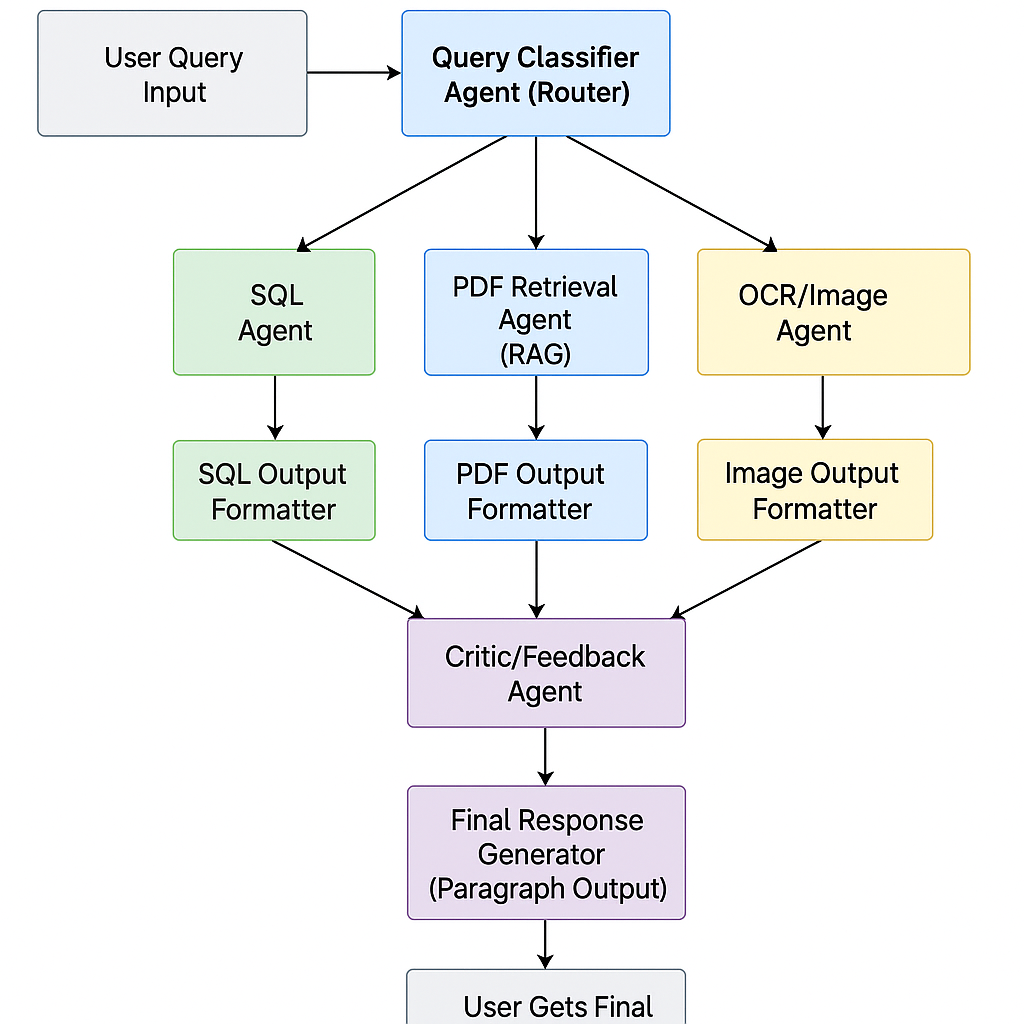 User Query
Input
Query Classifier
Agent (Router)
SQL
Agent
PDF Retrieval
Agent
(RAG)
OCR/Image
Agent
SQL Output
Formatter
PDF Output
Formatter
Image Output
Formatter
Critic/Feedback
Agent
Final Response
Generator
(Paragraph Output)
User Gets Final